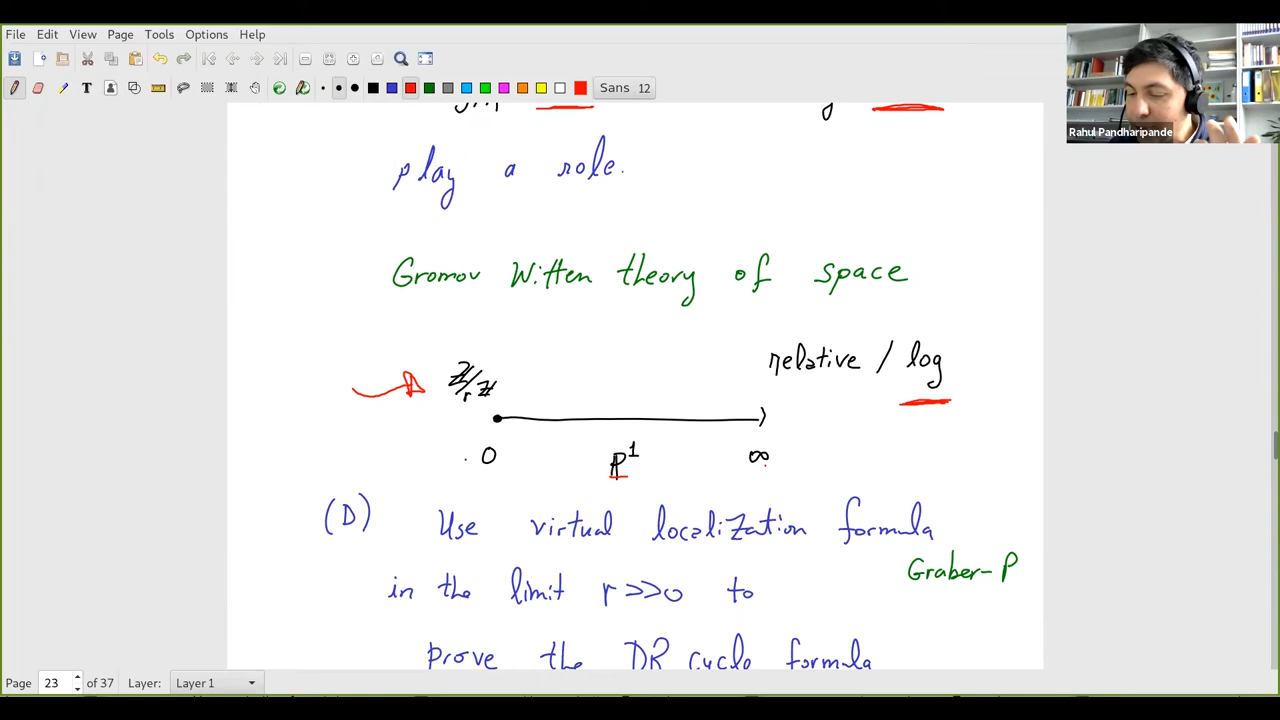 File Edit View Page Tools Options Help
Sans 12
Rahul Pandharipande
play a role.
Gromov Witten theory of space
relative / log
Z/rZ
0 P¹ ∞
(D) Use virtual localization formula
Graber-P
in the limit r>>0 to
prove the DR cycle formula
Page 23 of 37 Layer: Layer 1